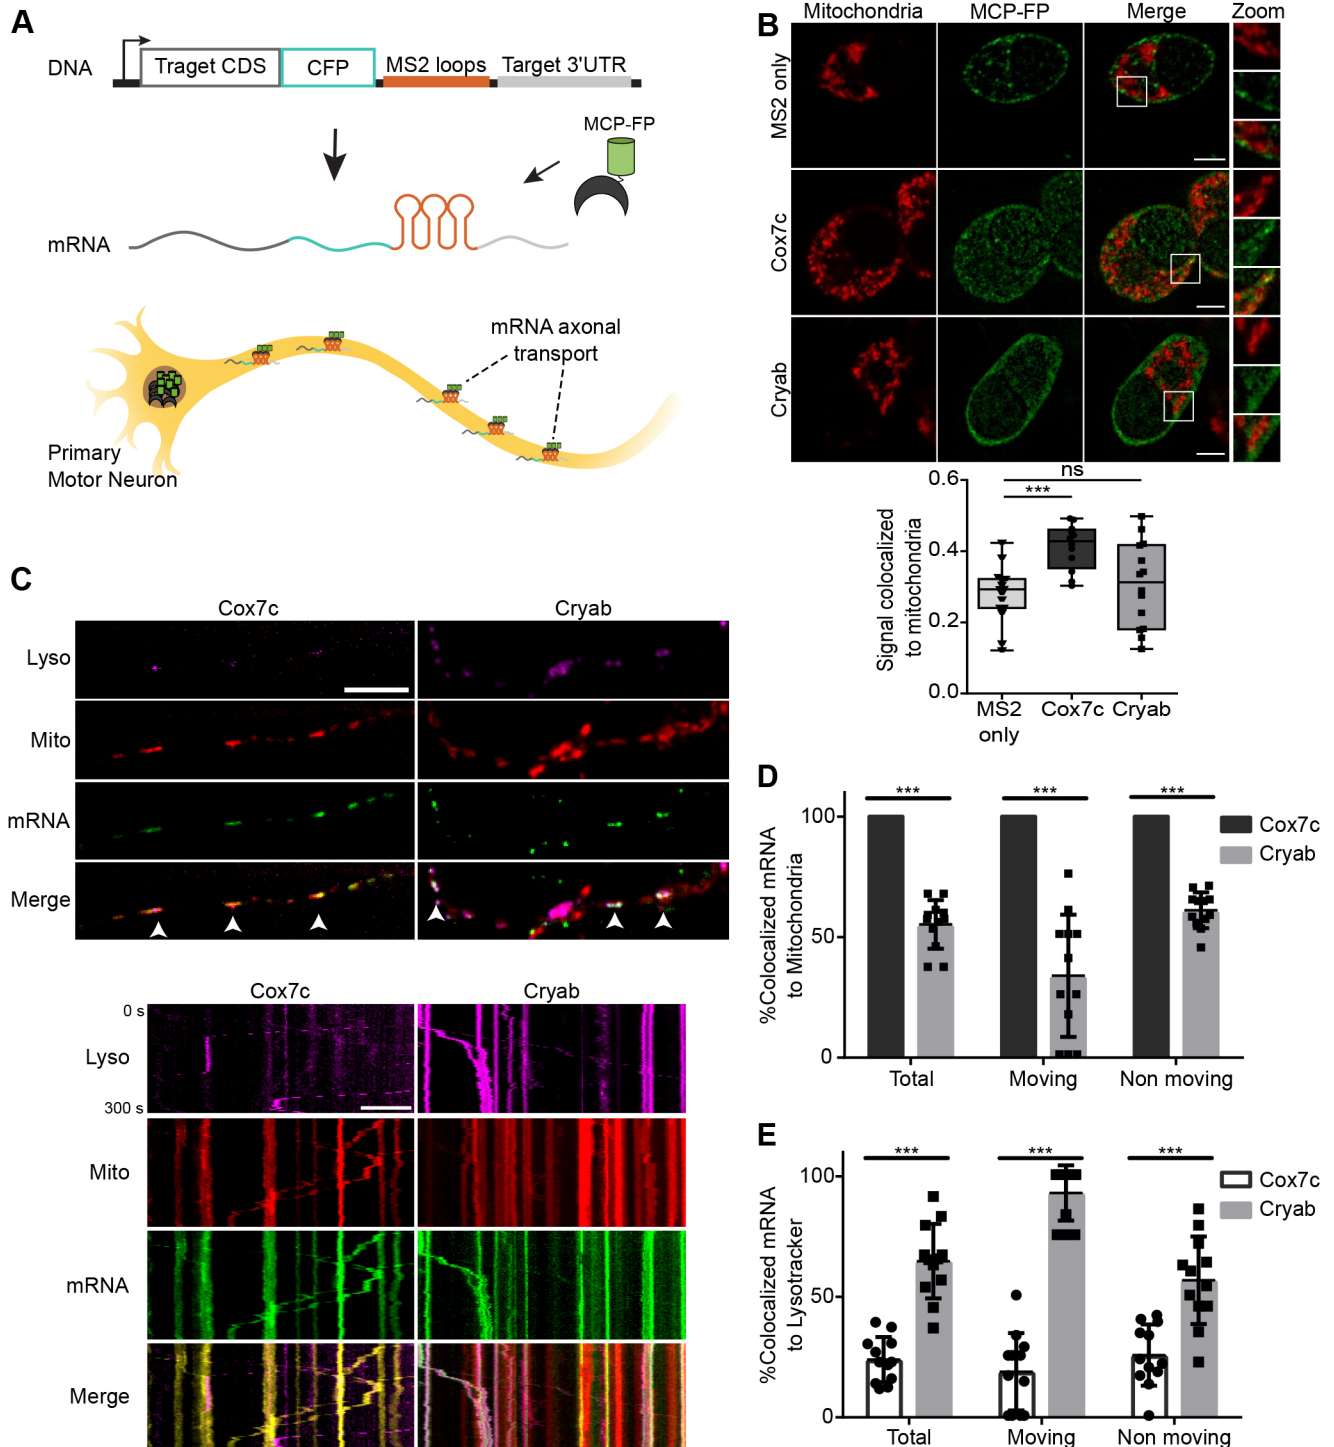 A
DNA
Traget CDS
CFP
MS2 loops
Target 3'UTR
MCP-FP
mRNA
mRNA axonal
transport
Primary
Motor Neuron
B
Mitochondria
MCP-FP
Merge
Zoom
MS2 only
Cox7c
Cryab
ns
***
0.6
0.4
0.2
0.0
Signal colocalized
to mitochondria
MS2
only
Cox7c
Cryab
C
Cox7c
Cryab
Lyso
Mito
mRNA
Merge
Cox7c
Cryab
0 s
Lyso
300 s
Mito
mRNA
Merge
D
***
***
***
100
50
0
%Colocalized mRNA
to Mitochondria
Cox7c
Cryab
Total
Moving
Non moving
E
***
***
***
100
50
0
%Colocalized mRNA
to Lysotracker
Cox7c
Cryab
Total
Moving
Non moving